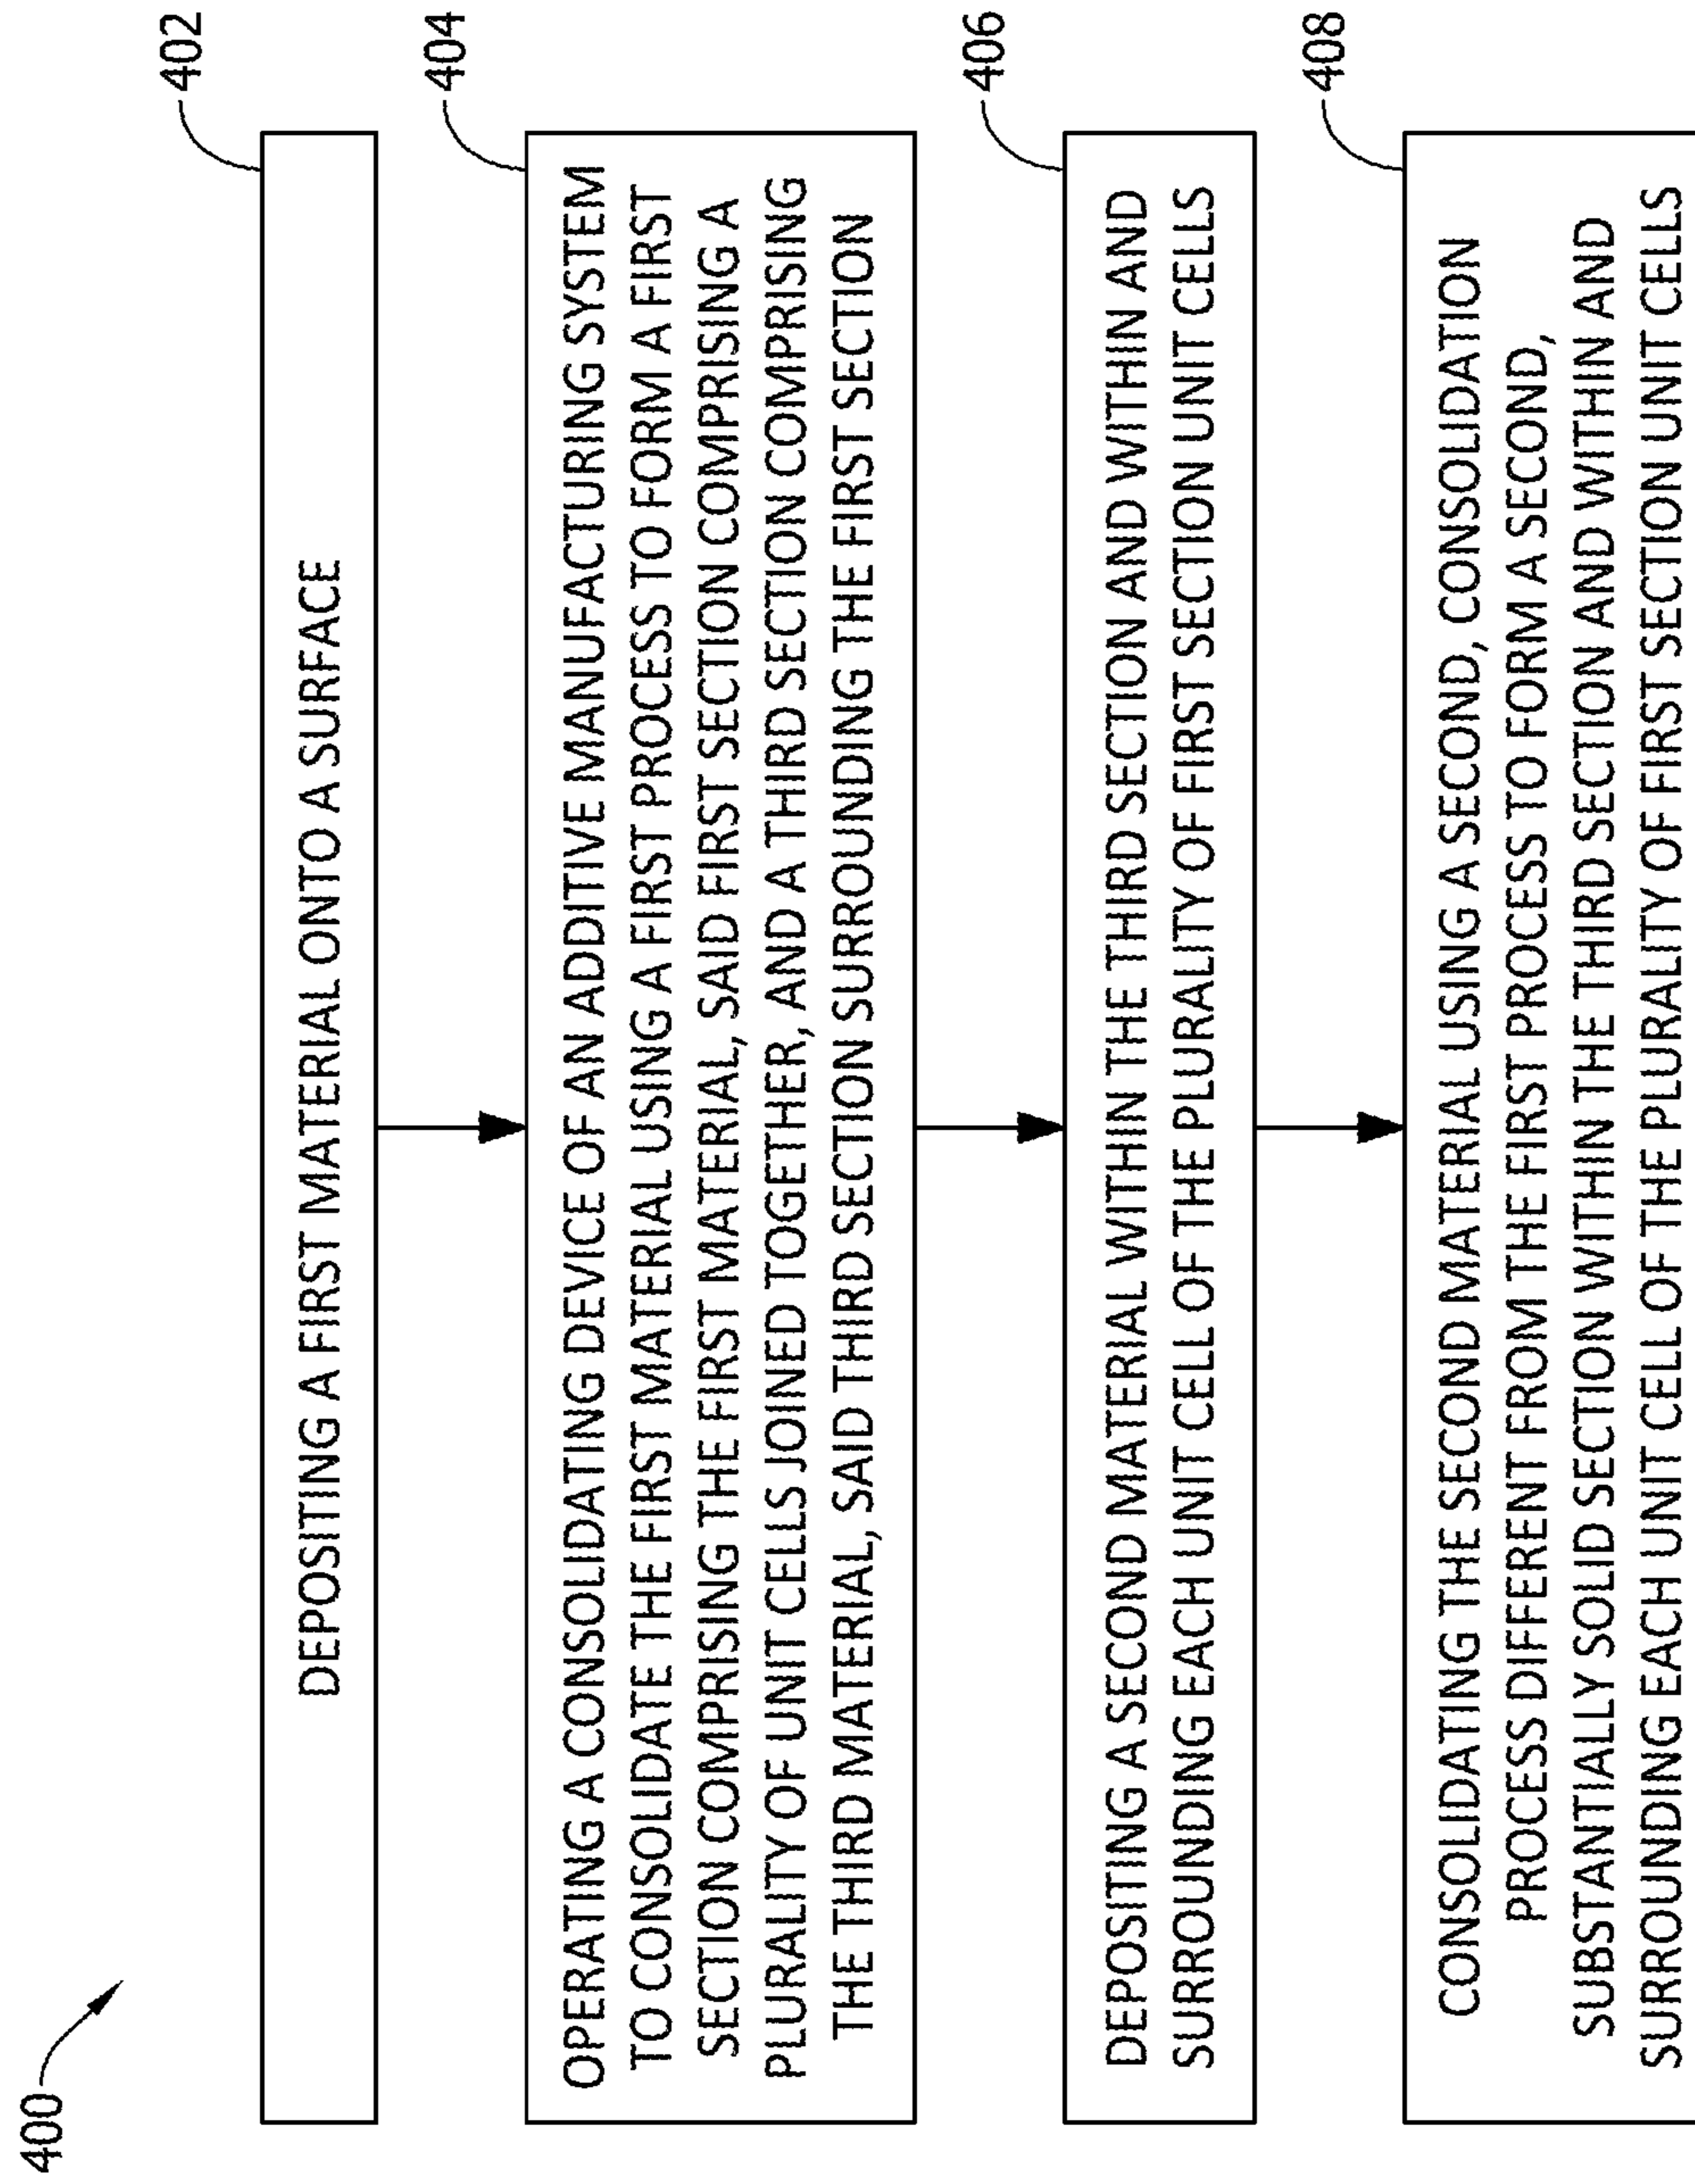 400
402
DEPOSITING A FIRST MATERIAL ONTO A SURFACE
404
OPERATING A CONSOLIDATING DEVICE OF AN ADDITIVE MANUFACTURING SYSTEM
TO CONSOLIDATE THE FIRST MATERIAL USING A FIRST PROCESS TO FORM A FIRST
SECTION COMPRISING THE FIRST MATERIAL, SAID FIRST SECTION COMPRISING A
PLURALITY OF UNIT CELLS JOINED TOGETHER, AND A THIRD SECTION COMPRISING
THE THIRD MATERIAL, SAID THIRD SECTION SURROUNDING THE FIRST SECTION
406
DEPOSITING A SECOND MATERIAL WITHIN THE THIRD SECTION AND WITHIN AND
SURROUNDING EACH UNIT CELL OF THE PLURALITY OF FIRST SECTION UNIT CELLS
408
CONSOLIDATING THE SECOND MATERIAL USING A SECOND, CONSOLIDATION
PROCESS DIFFERENT FROM THE FIRST PROCESS TO FORM A SECOND,
SUBSTANTIALLY SOLID SECTION WITHIN THE THIRD SECTION AND WITHIN AND
SURROUNDING EACH UNIT CELL OF THE PLURALITY OF FIRST SECTION UNIT CELLS